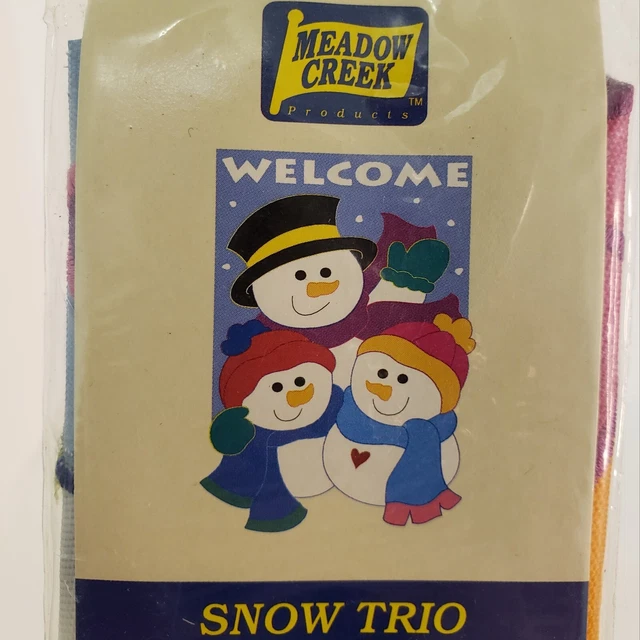 MEADOW
CREEK
TM
Products
WELCOME
SNOW TRIO